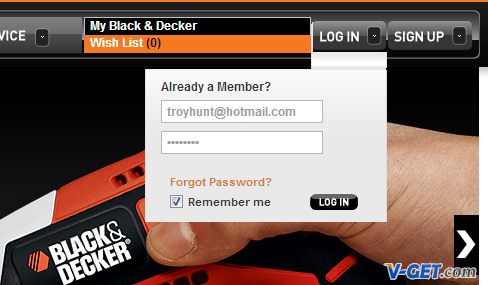 VICE
My Black & Decker
Wish List (0)
LOG IN
SIGN UP
Already a Member?
troyhunt@hotmail.com
••••••••
Forgot Password?
Remember me
LOG IN
BLACK&
DECKER
V-GET.com